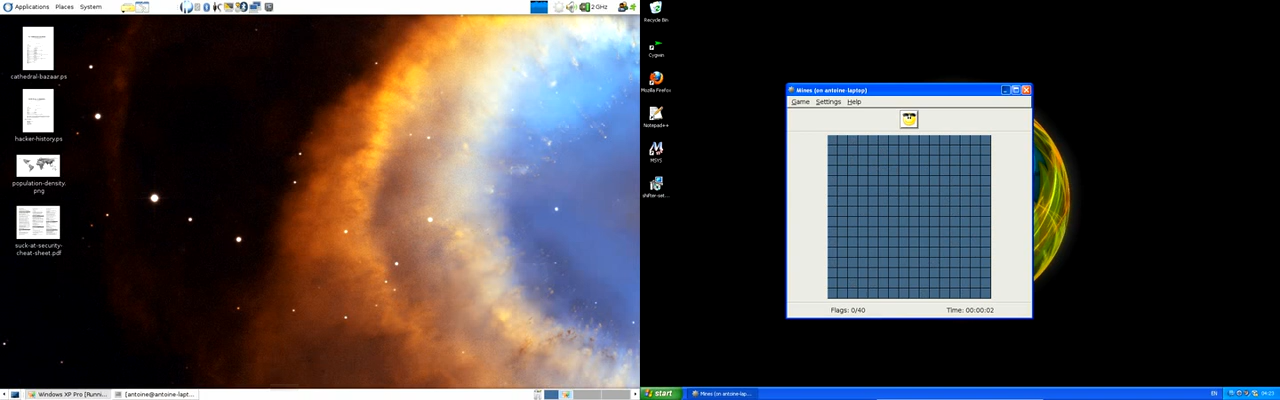 Applications Places System
2 GHz
cathedral-bazaar.ps
hacker-history.ps
population-density.
png
suck-at-security-
cheat-sheet.pdf
Windows XP Pro [Runni...
[antoine@antoine-lapt...
Recycle Bin
Cygwin
Mozilla Firefox
Notepad++
MSYS
Mines (on antoine-laptop)
Game Settings Help
Flags: 0/40
Time: 00:00:02
start
Mines (on antoine-lap...
EN
04:23